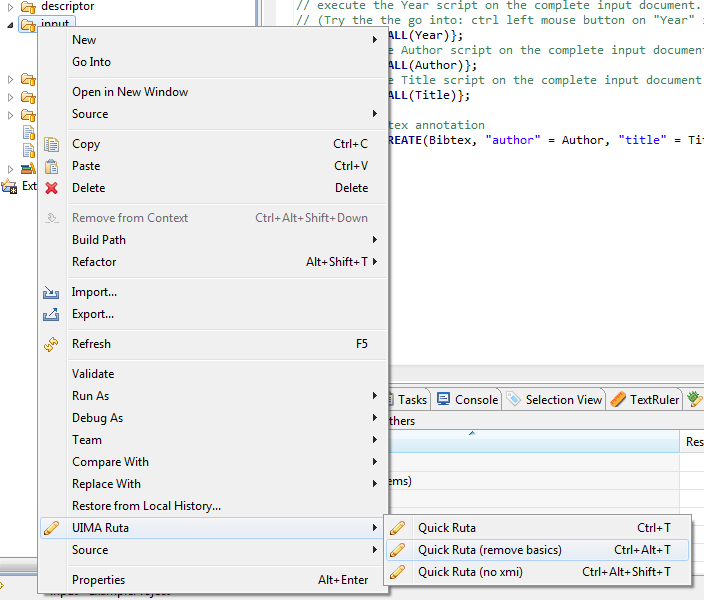 descriptor
input
Ext
// execute the Year script on the complete input document.
// (Try the the go into: ctrl left mouse button on "Year"
ALL(Year)};
e Author script on the complete input document
ALL(Author)};
e Title script on the complete input document
ALL(Title)};
tex annotation
REATE(Bibtex, "author" = Author, "title" = Tit
New
Go Into
Open in New Window
Source
Copy Ctrl+C
Paste Ctrl+V
Delete Delete
Remove from Context Ctrl+Alt+Shift+Down
Build Path
Refactor Alt+Shift+T
Import...
Export...
Refresh F5
Validate
Run As
Debug As
Team
Compare With
Replace With
Restore from Local History...
UIMA Ruta
Source
Properties Alt+Enter
Tasks Console Selection View TextRuler
thers
Res
ems)
Quick Ruta Ctrl+T
Quick Ruta (remove basics) Ctrl+Alt+T
Quick Ruta (no xmi) Ctrl+Alt+Shift+T